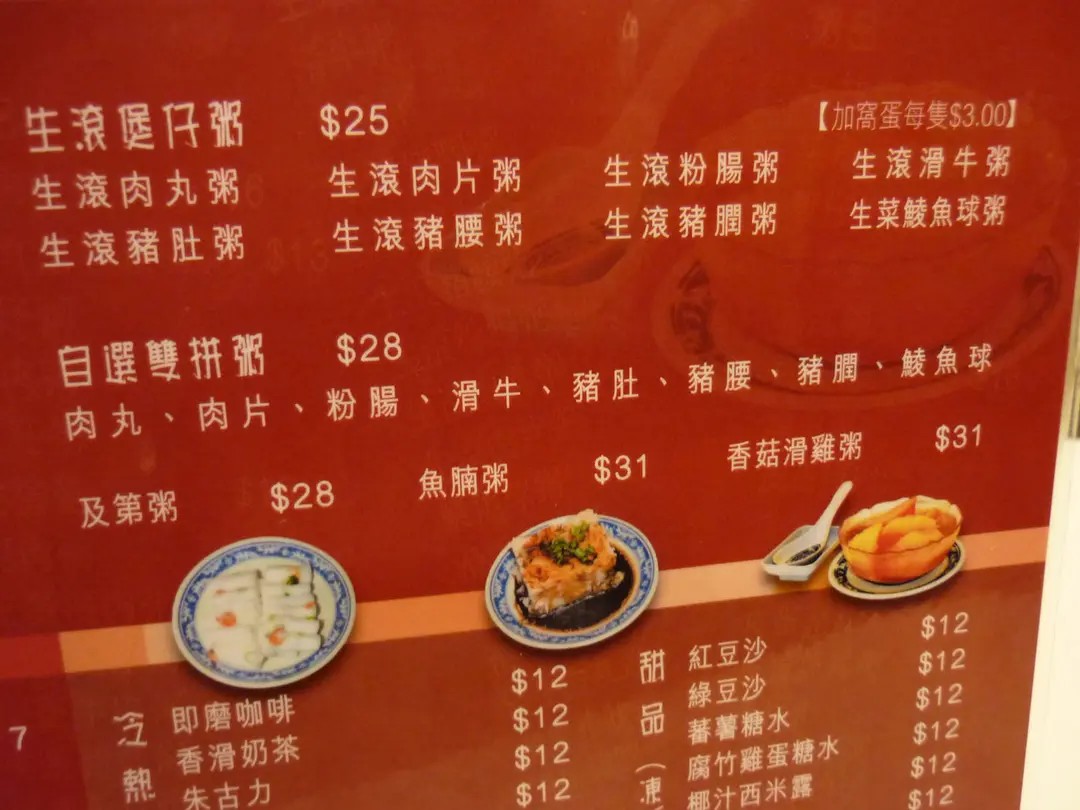 生滾煲仔粥 $25 【加窩蛋每隻$3.00】
生滾肉丸粥 生滾肉片粥 生滾粉腸粥 生滾滑牛粥
生滾豬肚粥 生滾豬腰粥 生滾豬膶粥 生菜鯪魚球粥
自選雙拼粥 $28
肉丸、肉片、粉腸、滑牛、豬肚、豬腰、豬膶、鯪魚球
及第粥 $28 魚腩粥 $31 香菇滑雞粥 $31
7
冷熱
即磨咖啡 $12
香滑奶茶 $12
朱古力 $12
$12
甜品(凍
紅豆沙 $12
綠豆沙 $12
蕃薯糖水 $12
腐竹雞蛋糖水 $12
椰汁西米露 $12
$12